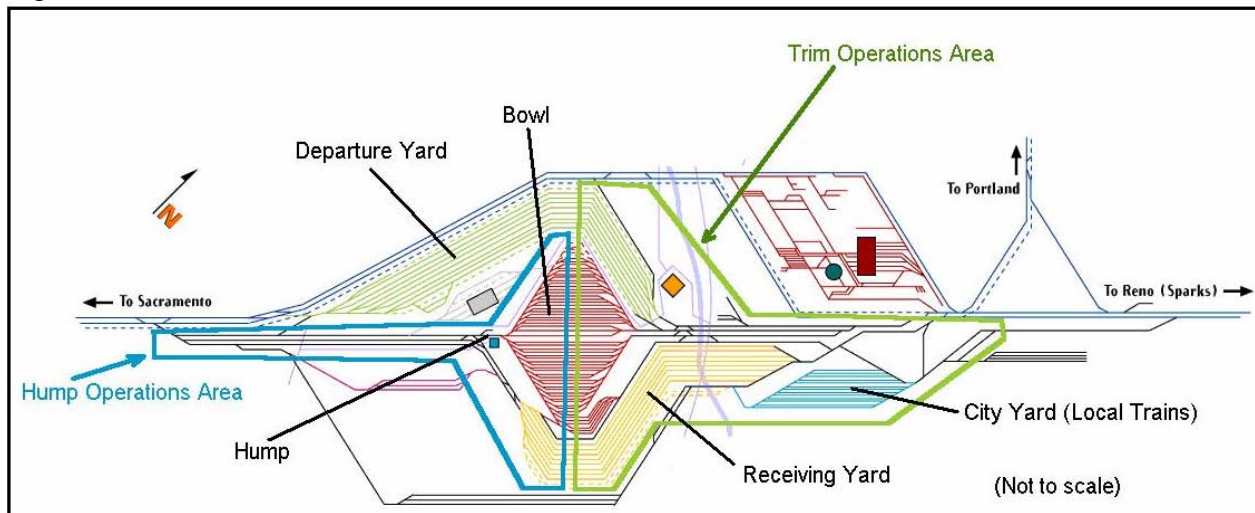 Trim Operations Area
Bowl
Departure Yard
To Portland
N
To Sacramento
To Reno (Sparks)
Hump Operations Area
City Yard (Local Trains)
Hump
Receiving Yard
(Not to scale)